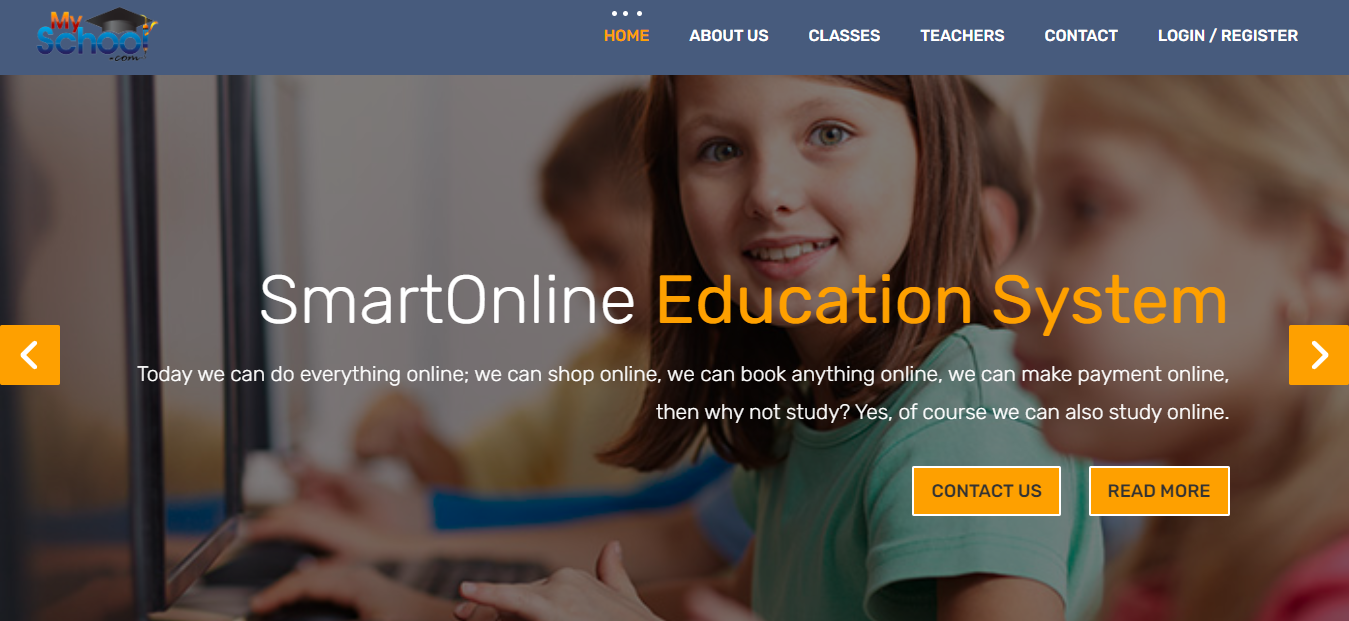 My
School
.com
HOME
ABOUT US
CLASSES
TEACHERS
CONTACT
LOGIN / REGISTER
SmartOnline Education System
Today we can do everything online; we can shop online, we can book anything online, we can make payment online,
then why not study? Yes, of course we can also study online.
CONTACT US
READ MORE